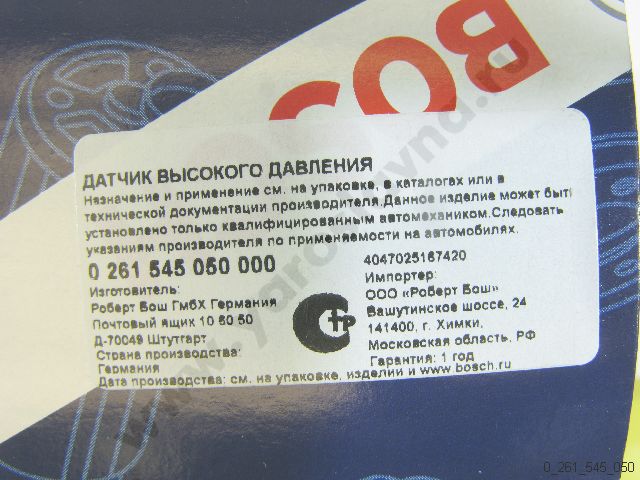 BOS
ДАТЧИК ВЫСОКОГО ДАВЛЕНИЯ
Назначение и применение см. на упаковке, в каталогах или в
технической документации производителя.Данное изделие может быть
установлено только квалифицированным автомехаником.Следовать
указаниям производителя по применяемости на автомобилях.
0 261 545 050 000
Изготовитель:
Роберт Бош ГмбХ Германия
Почтовый ящик 10 60 50
Д-70049 Штутгарт
Страна производства:
Германия
Дата производства: см. на упаковке, изделии и www.bosch.ru
4047025167420
Импортер:
ООО «Роберт Бош»
Вашутинское шоссе, 24
141400, г. Химки,
Московская область, РФ
Гарантия: 1 год
0_261_545_050